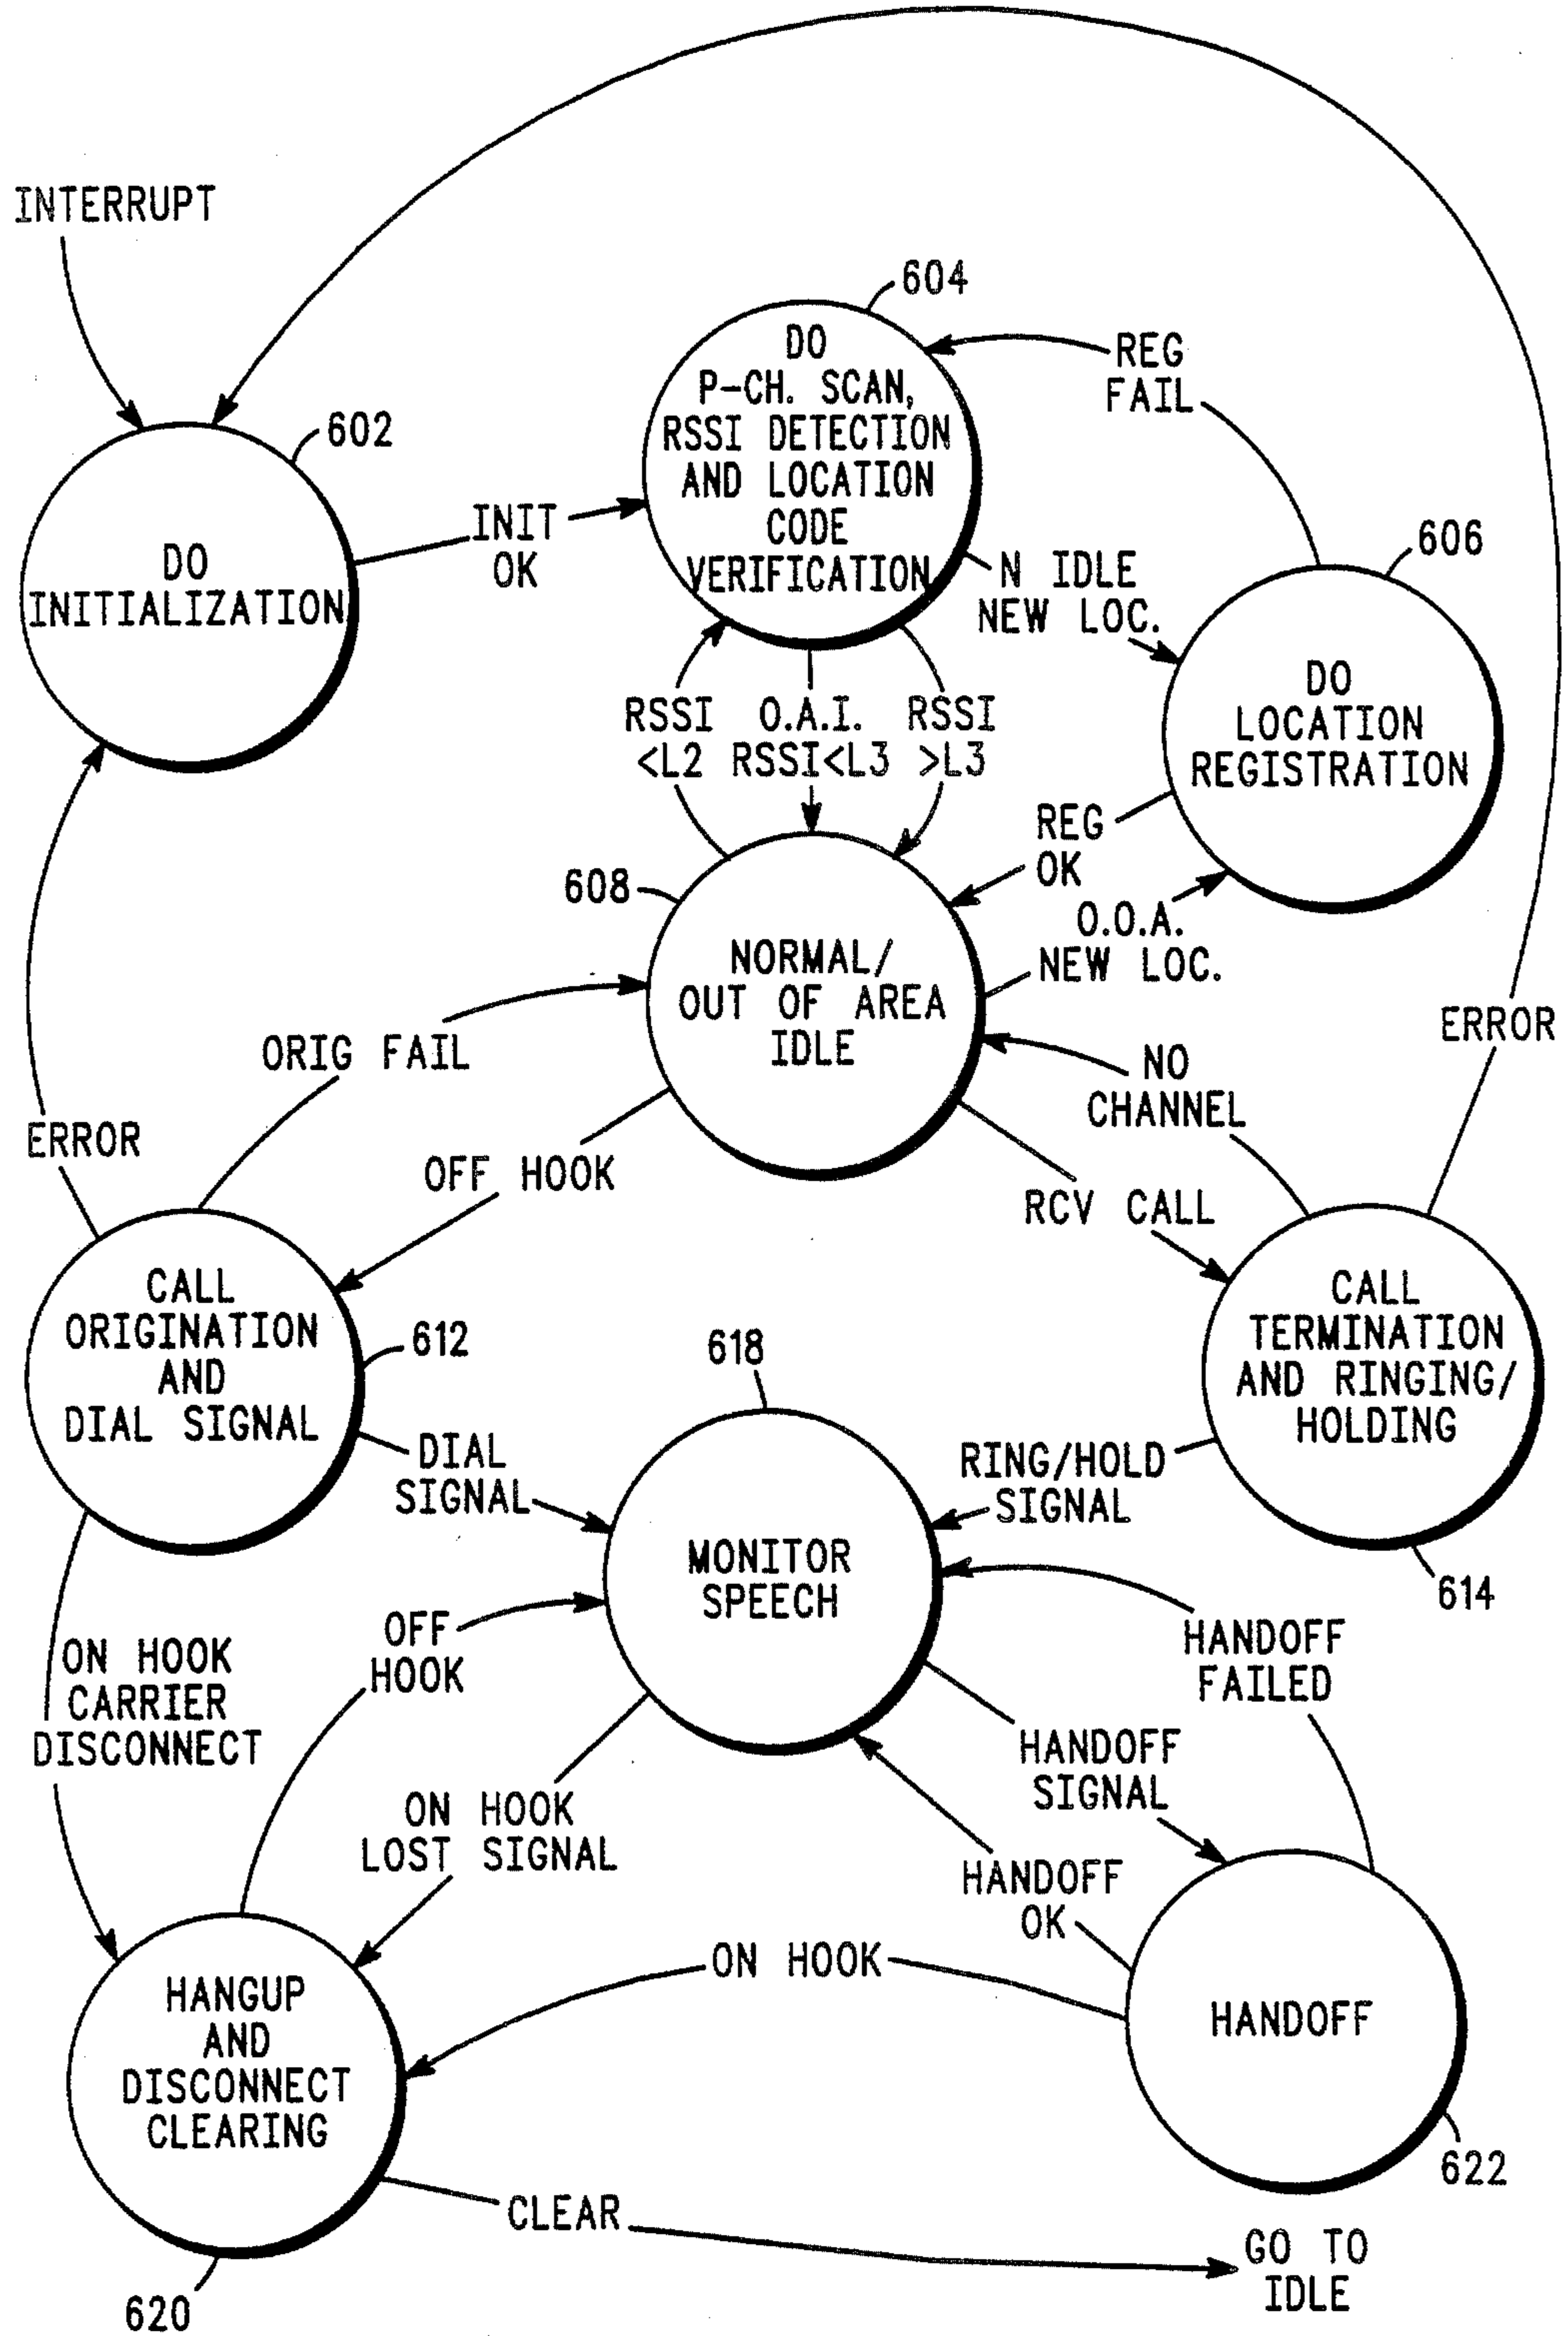 INTERRUPT
604
DO
P-CH. SCAN,
RSSI DETECTION
AND LOCATION
CODE
VERIFICATION
REG
FAIL
602
INIT
OK
DO
INITIALIZATION
N IDLE
NEW LOC.
606
DO
LOCATION
REGISTRATION
RSSI
<L2
O.A.I.
RSSI<L3
RSSI
>L3
REG
OK
608
O.O.A.
NEW LOC.
NORMAL/
OUT OF AREA
IDLE
ORIG FAIL
ERROR
NO
CHANNEL
ERROR
OFF HOOK
RCV CALL
CALL
ORIGINATION
AND
DIAL SIGNAL
612
618
CALL
TERMINATION
AND RINGING/
HOLDING
614
DIAL
SIGNAL
RING/HOLD
SIGNAL
MONITOR
SPEECH
OFF
HOOK
ON HOOK
CARRIER
DISCONNECT
HANDOFF
FAILED
HANDOFF
SIGNAL
ON HOOK
LOST SIGNAL
HANDOFF
OK
ON HOOK
HANGUP
AND
DISCONNECT
CLEARING
HANDOFF
622
CLEAR
GO TO
IDLE
620